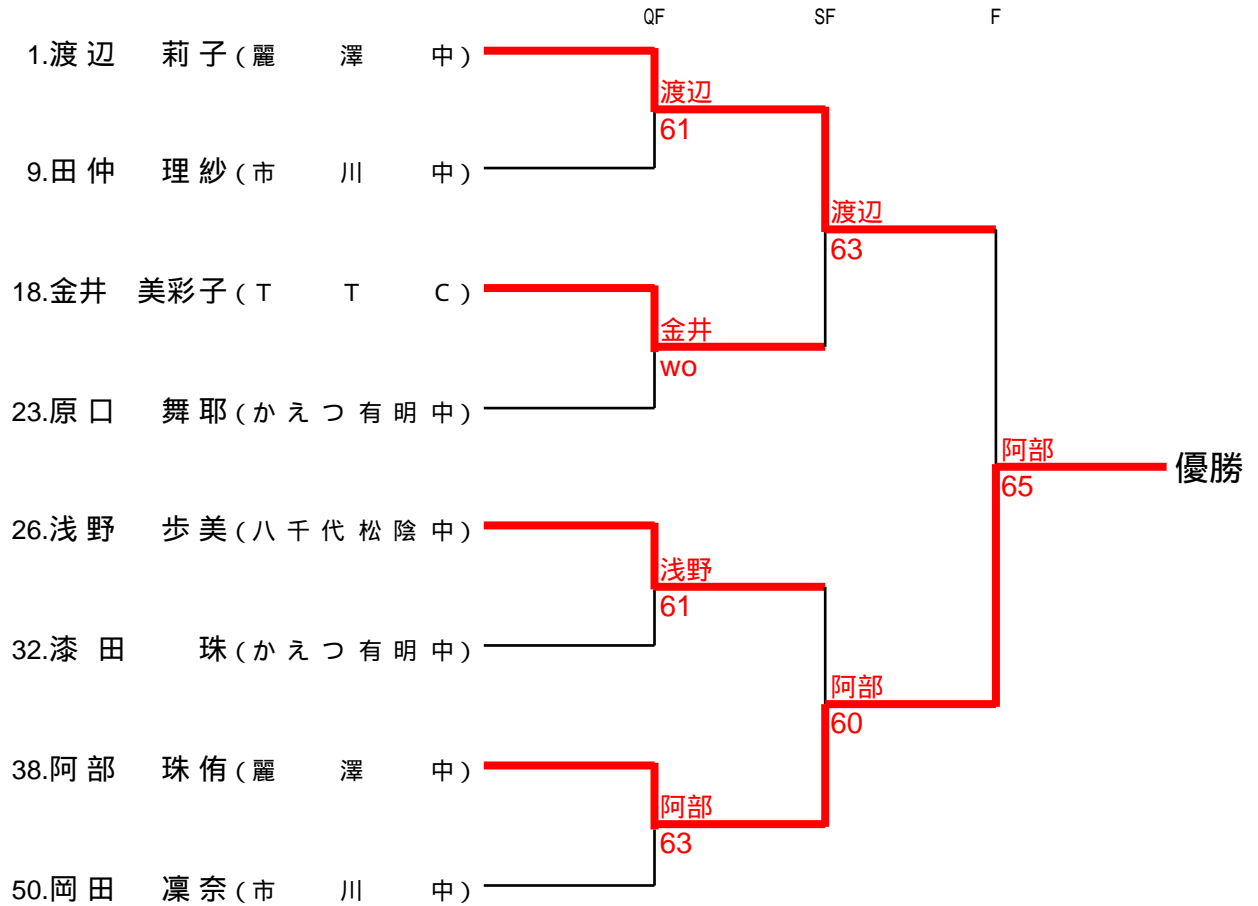 QF SF F
1.渡辺 莉子(麗澤中)
渡辺
61
9.田仲 理紗(市川中)
渡辺
63
18.金井 美彩子(TTC)
金井
wo
23.原口 舞耶(かえつ有明中)
阿部
65
優勝
26.浅野 歩美(八千代松陰中)
浅野
61
32.漆田 珠(かえつ有明中)
阿部
60
38.阿部 珠侑(麗澤中)
阿部
63
50.岡田 凜奈(市川中)